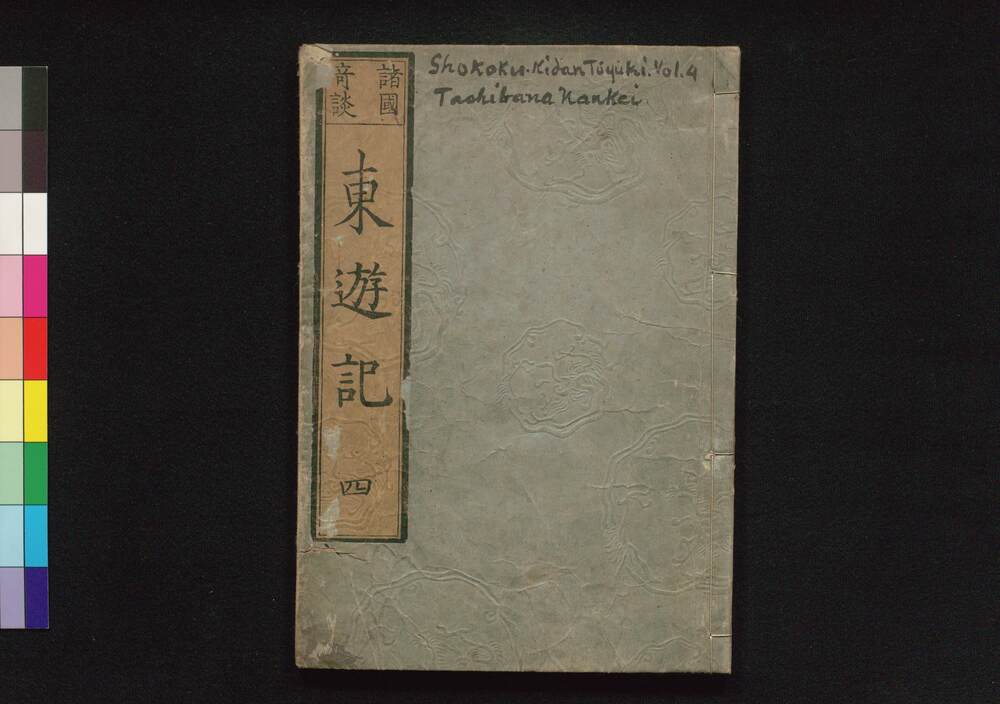 諸國
奇談
東遊記
四
Shokoku-Kidan Tōyūki. Vol. 4
Tachibana Nankei.